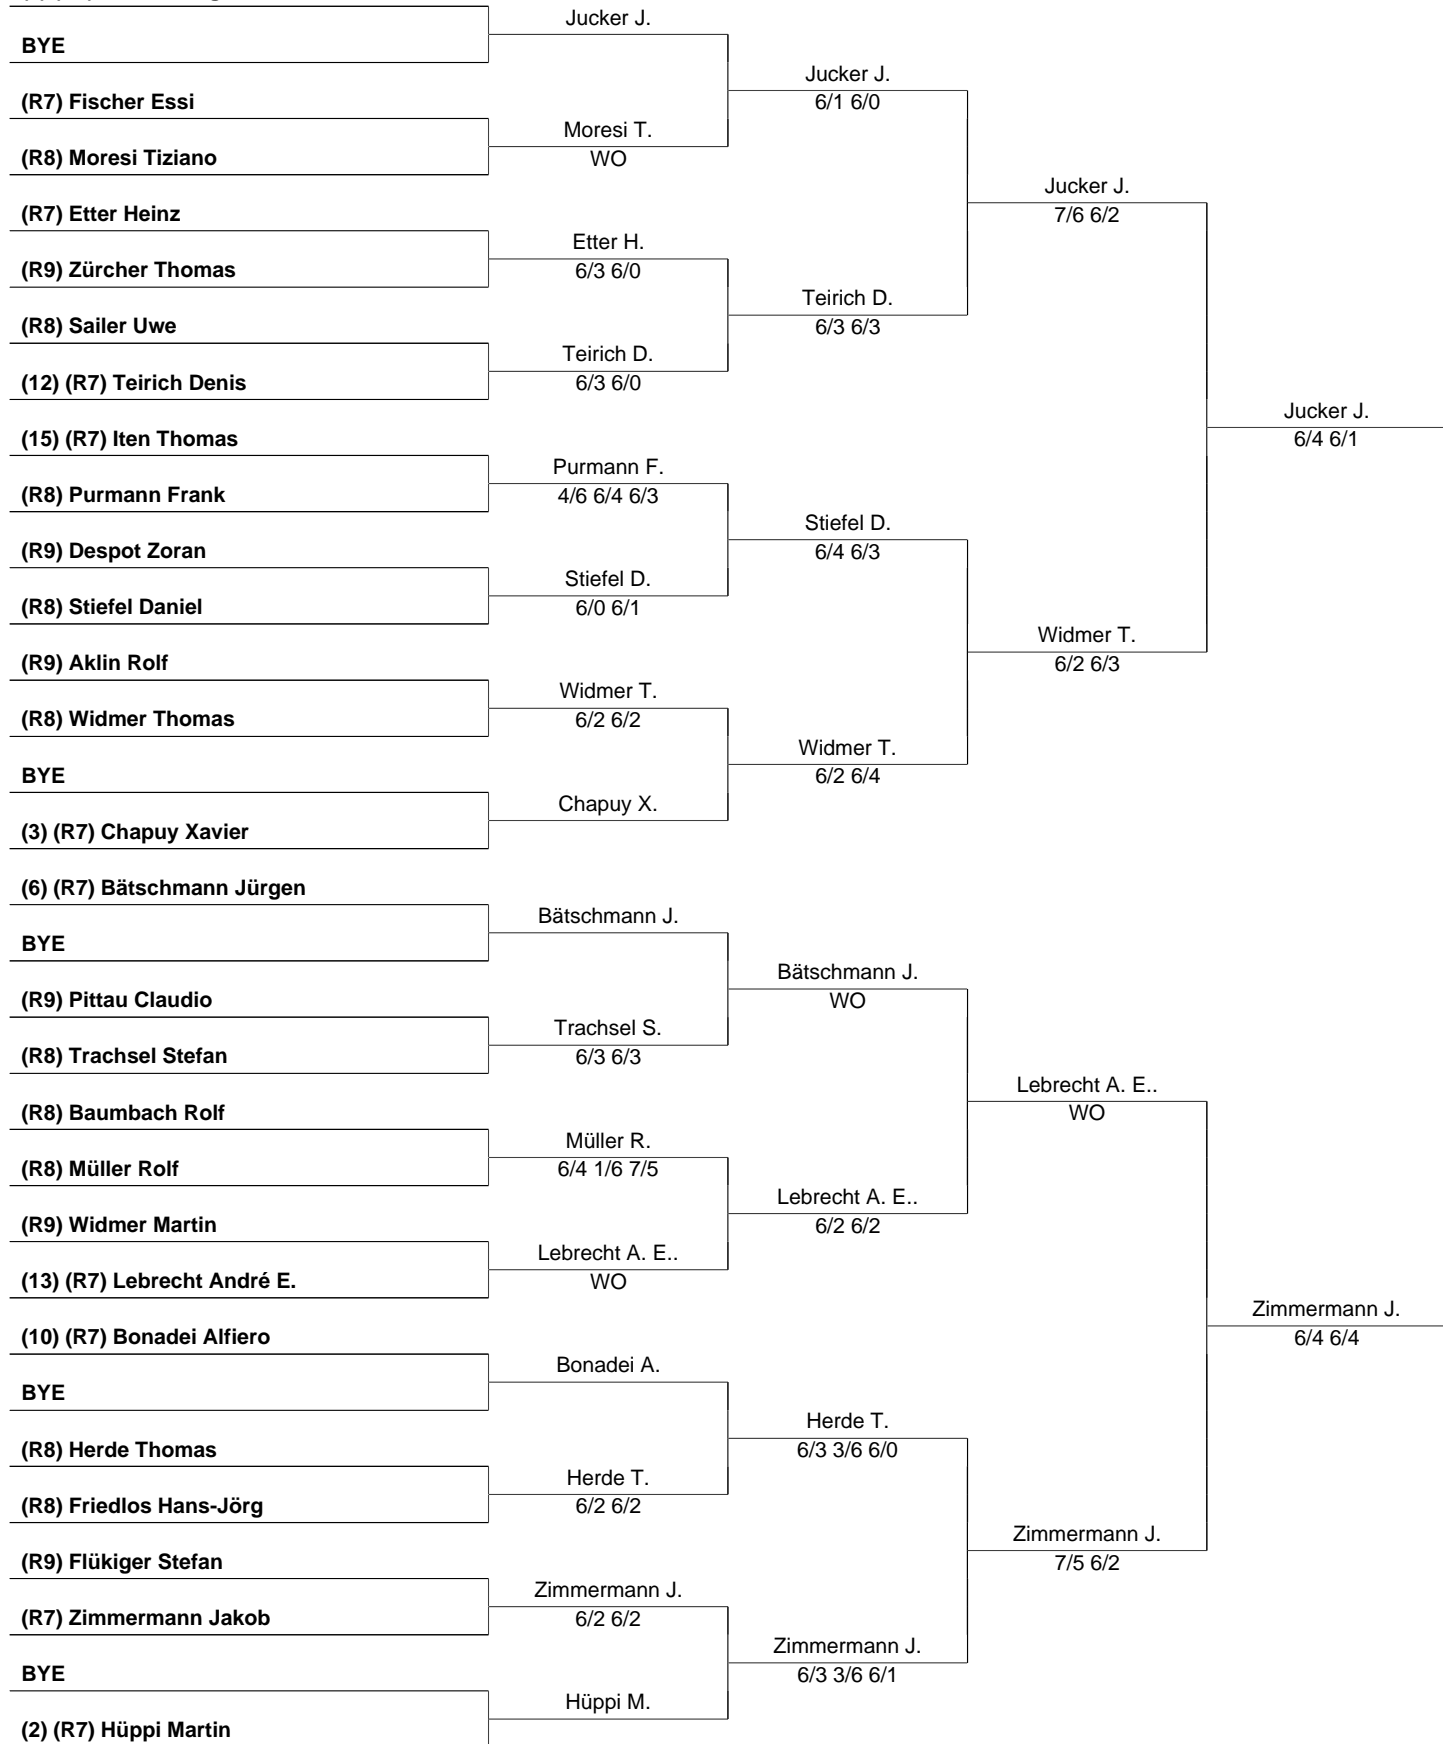 BYE
(R7) Fischer Essi
(R8) Moresi Tiziano
(R7) Etter Heinz
(R9) Zürcher Thomas
(R8) Sailer Uwe
(12) (R7) Teirich Denis
(15) (R7) Iten Thomas
(R8) Purmann Frank
(R9) Despot Zoran
(R8) Stiefel Daniel
(R9) Aklin Rolf
(R8) Widmer Thomas
BYE
(3) (R7) Chapuy Xavier
(6) (R7) Bätschmann Jürgen
BYE
(R9) Pittau Claudio
(R8) Trachsel Stefan
(R8) Baumbach Rolf
(R8) Müller Rolf
(R9) Widmer Martin
(13) (R7) Lebrecht André E.
(10) (R7) Bonadei Alfiero
BYE
(R8) Herde Thomas
(R8) Friedlos Hans-Jörg
(R9) Flükiger Stefan
(R7) Zimmermann Jakob
BYE
(2) (R7) Hüppi Martin
Jucker J.
Moresi T.
WO
Etter H.
6/3 6/0
Teirich D.
6/3 6/0
Purmann F.
4/6 6/4 6/3
Stiefel D.
6/0 6/1
Widmer T.
6/2 6/2
Chapuy X.
Bätschmann J.
Trachsel S.
6/3 6/3
Müller R.
6/4 1/6 7/5
Lebrecht A. E..
WO
Bonadei A.
Herde T.
6/2 6/2
Zimmermann J.
6/2 6/2
Hüppi M.
Jucker J.
6/1 6/0
Teirich D.
6/3 6/3
Stiefel D.
6/4 6/3
Widmer T.
6/2 6/4
Bätschmann J.
WO
Lebrecht A. E..
6/2 6/2
Herde T.
6/3 3/6 6/0
Zimmermann J.
6/3 3/6 6/1
Jucker J.
7/6 6/2
Widmer T.
6/2 6/3
Lebrecht A. E..
WO
Zimmermann J.
7/5 6/2
Jucker J.
6/4 6/1
Zimmermann J.
6/4 6/4